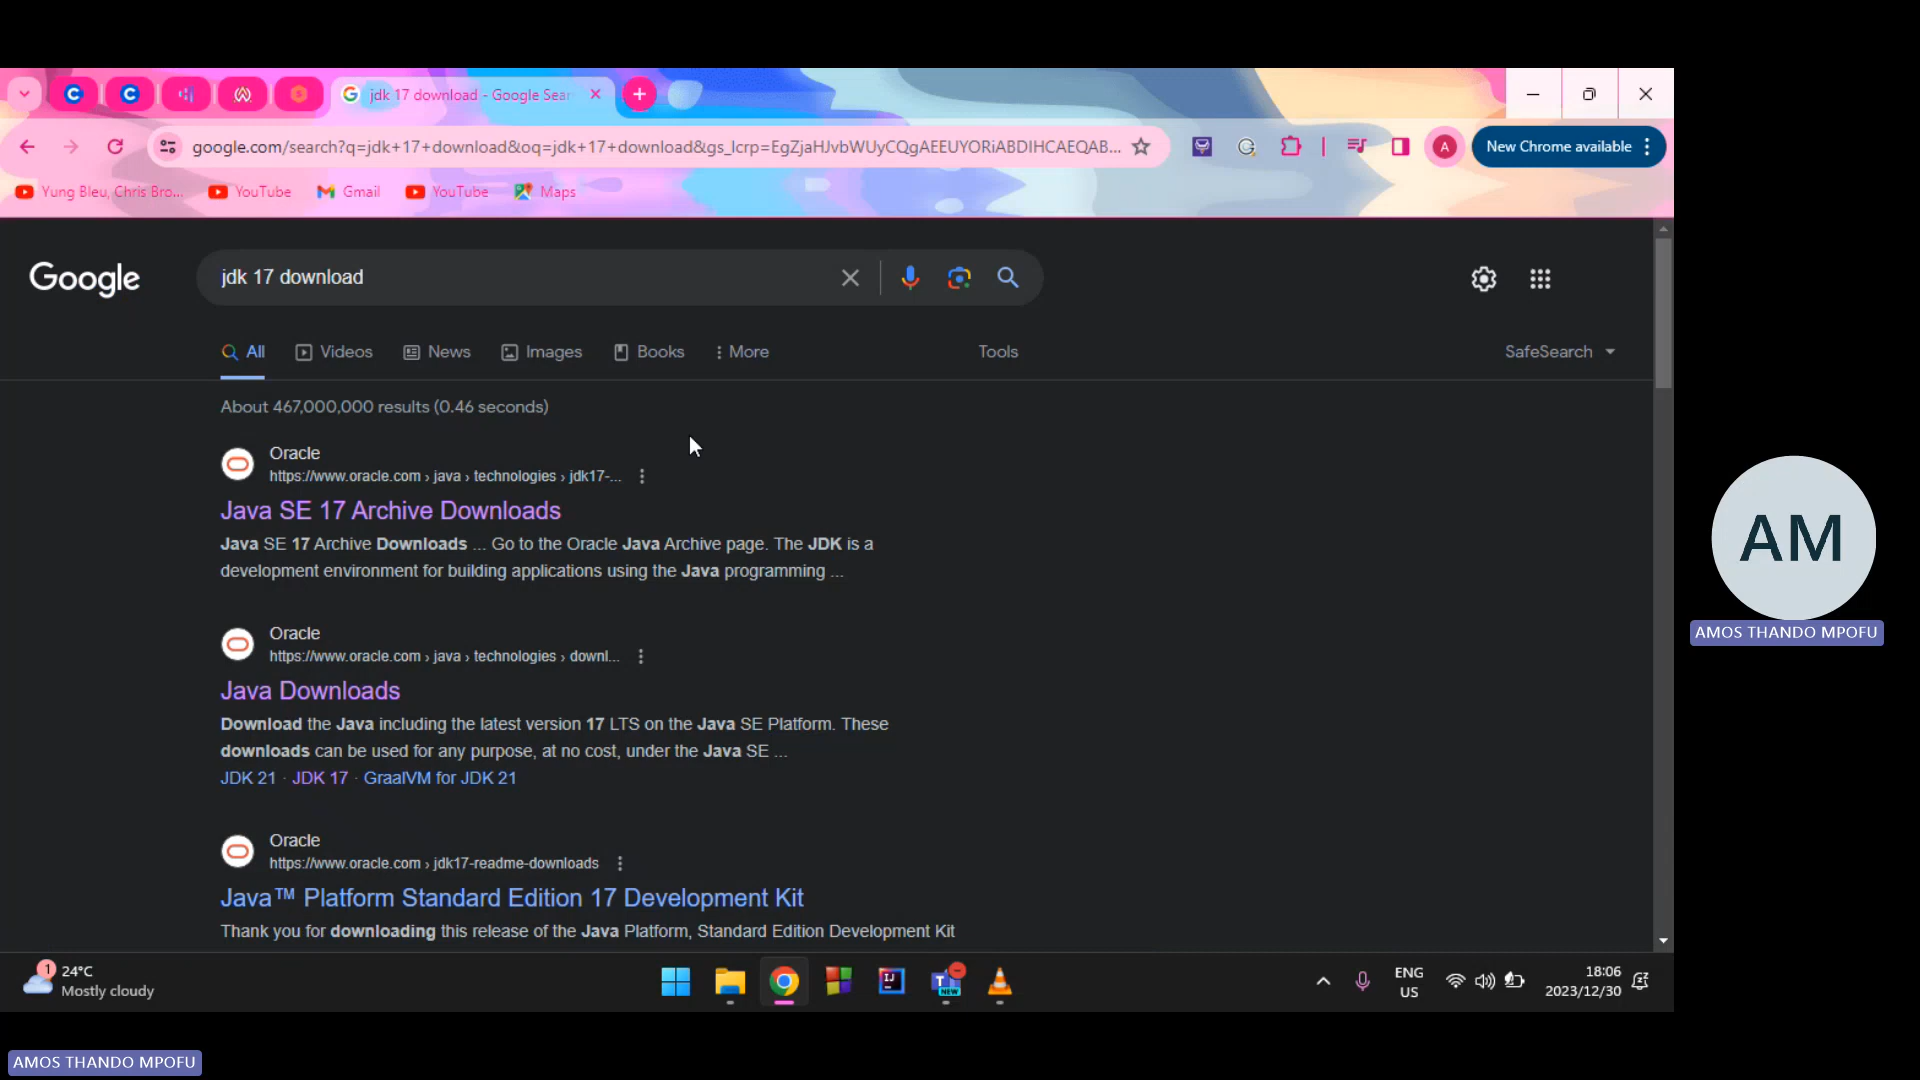 jdk 17 download - Google Sear
google.com/search?q=jdk+17+download&oq=jdk+17+download&gs_lcrp=EgZjaHJvbWUyCQgAEEUYORiABDIHCAEQAB...
A
New Chrome available
Yung Bleu, Chris Bro...
YouTube
Gmail
YouTube
Maps
Google
jdk 17 download
All
Videos
News
Images
Books
More
Tools
SafeSearch
About 467,000,000 results (0.46 seconds)
Oracle
https://www.oracle.com › java › technologies › jdk17-...
Java SE 17 Archive Downloads
Java SE 17 Archive Downloads ... Go to the Oracle Java Archive page. The JDK is a
development environment for building applications using the Java programming ...
Oracle
https://www.oracle.com › java › technologies › downl...
Java Downloads
Download the Java including the latest version 17 LTS on the Java SE Platform. These
downloads can be used for any purpose, at no cost, under the Java SE ...
JDK 21 · JDK 17 · GraalVM for JDK 21
Oracle
https://www.oracle.com › jdk17-readme-downloads
Java™ Platform Standard Edition 17 Development Kit
Thank you for downloading this release of the Java Platform, Standard Edition Development Kit
AM
AMOS THANDO MPOFU
1
24°C
Mostly cloudy
IJ
T
NEW
ENG
US
18:06
2023/12/30
AMOS THANDO MPOFU